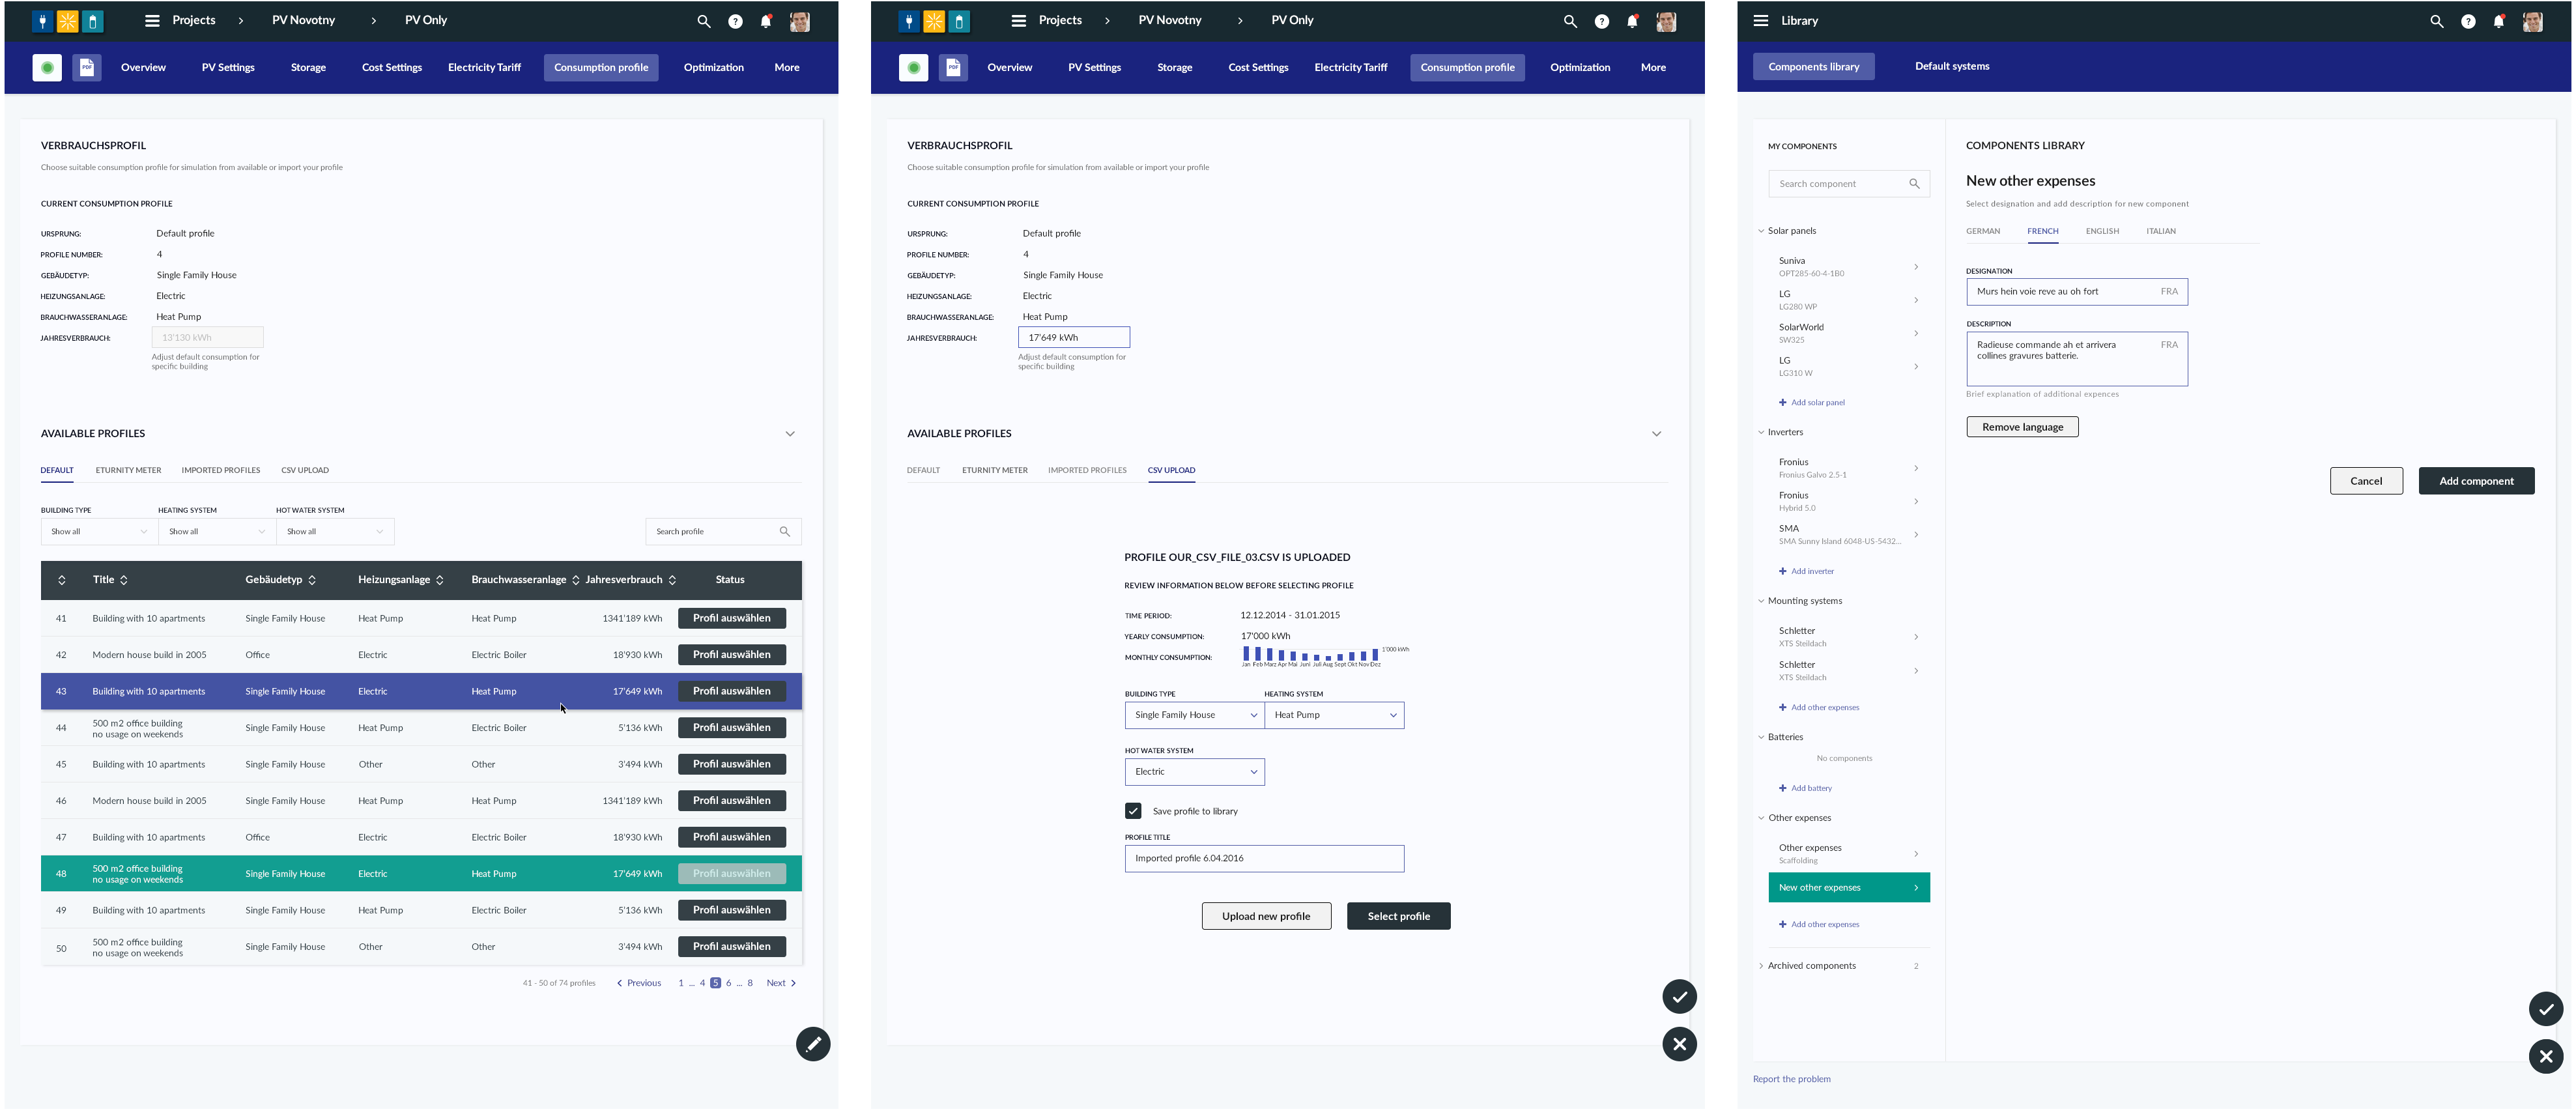 Projects > PV Novotny > PV Only
?
PDF
Overview PV Settings Storage Cost Settings Electricity Tariff Consumption profile Optimization More
VERBRAUCHSPROFIL
Choose suitable consumption profile for simulation from available or import your profile
CURRENT CONSUMPTION PROFILE
URSPRUNG: Default profile
PROFILE NUMBER: 4
GEBÄUDETYP: Single Family House
HEIZUNGSANLAGE: Electric
BRAUCHWASSERANLAGE: Heat Pump
JAHRESVERBRAUCH: 13'130 kWh
Adjust default consumption for
specific building
AVAILABLE PROFILES
DEFAULT ETURNITY METER IMPORTED PROFILES CSV UPLOAD
BUILDING TYPE HEATING SYSTEM HOT WATER SYSTEM
Show all Show all Show all Search profile
Title Gebäudetyp Heizungsanlage Brauchwasseranlage Jahresverbrauch Status
41 Building with 10 apartments Single Family House Heat Pump Heat Pump 1341'189 kWh Profil auswählen
42 Modern house build in 2005 Office Electric Electric Boiler 18'930 kWh Profil auswählen
43 Building with 10 apartments Single Family House Electric Heat Pump 17'649 kWh Profil auswählen
44 500 m2 office building no usage on weekends Single Family House Heat Pump Electric Boiler 5'136 kWh Profil auswählen
45 Building with 10 apartments Single Family House Other Other 3'494 kWh Profil auswählen
46 Modern house build in 2005 Single Family House Heat Pump Heat Pump 1341'189 kWh Profil auswählen
47 Building with 10 apartments Office Electric Electric Boiler 18'930 kWh Profil auswählen
48 500 m2 office building no usage on weekends Single Family House Electric Heat Pump 17'649 kWh Profil auswählen
49 Building with 10 apartments Single Family House Heat Pump Electric Boiler 5'136 kWh Profil auswählen
50 500 m2 office building no usage on weekends Single Family House Other Other 3'494 kWh Profil auswählen
41 - 50 of 74 profiles Previous 1 ... 4 5 6 ... 8 Next
Projects > PV Novotny > PV Only
?
PDF
Overview PV Settings Storage Cost Settings Electricity Tariff Consumption profile Optimization More
VERBRAUCHSPROFIL
Choose suitable consumption profile for simulation from available or import your profile
CURRENT CONSUMPTION PROFILE
URSPRUNG: Default profile
PROFILE NUMBER: 4
GEBÄUDETYP: Single Family House
HEIZUNGSANLAGE: Electric
BRAUCHWASSERANLAGE: Heat Pump
JAHRESVERBRAUCH: 17'649 kWh
Adjust default consumption for
specific building
AVAILABLE PROFILES
DEFAULT ETURNITY METER IMPORTED PROFILES CSV UPLOAD
PROFILE OUR_CSV_FILE_03.CSV IS UPLOADED
REVIEW INFORMATION BELOW BEFORE SELECTING PROFILE
TIME PERIOD: 12.12.2014 - 31.01.2015
YEARLY CONSUMPTION: 17'000 kWh
MONTHLY CONSUMPTION: 1'000 kWh
Jan Feb Marz Apr Mai Juni Juli Aug Sept Okt Nov Dez
BUILDING TYPE HEATING SYSTEM
Single Family House Heat Pump
HOT WATER SYSTEM
Electric
Save profile to library
PROFILE TITLE
Imported profile 6.04.2016
Upload new profile Select profile
Library
?
Components library Default systems
MY COMPONENTS
Search component
Solar panels
Suniva
OPT285-60-4-1B0
LG
LG280 WP
SolarWorld
SW325
LG
LG310 W
+ Add solar panel
Inverters
Fronius
Fronius Galvo 2.5-1
Fronius
Hybrid 5.0
SMA
SMA Sunny Island 6048-US-5432...
+ Add inverter
Mounting systems
Schletter
XTS Steildach
Schletter
XTS Steildach
+ Add other expenses
Batteries
No components
+ Add battery
Other expenses
Other expenses
Scaffolding
New other expenses
+ Add other expenses
Archived components 2
COMPONENTS LIBRARY
New other expenses
Select designation and add description for new component
GERMAN FRENCH ENGLISH ITALIAN
DESIGNATION
Murs hein voie reve au oh fort FRA
DESCRIPTION
Radieuse commande ah et arrivera FRA
collines gravures batterie.
Brief explanation of additional expences
Remove language
Cancel Add component
Report the problem